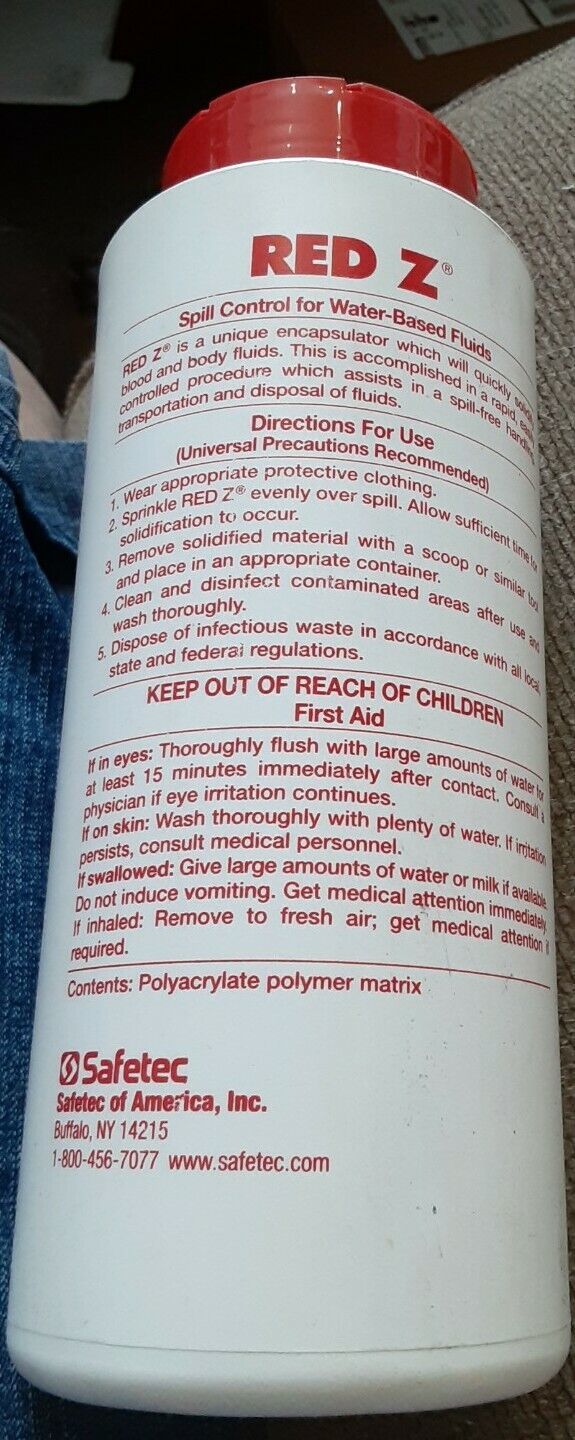 RED Z®
Spill Control for Water-Based Fluids
RED Z® is a unique encapsulator which will quickly solidify
blood and body fluids. This is accomplished in a rapid, easily
controlled procedure which assists in a spill-free handling
transportation and disposal of fluids.
Directions For Use
(Universal Precautions Recommended)
1. Wear appropriate protective clothing.
2. Sprinkle RED Z® evenly over spill. Allow sufficient time for
solidification to occur.
3. Remove solidified material with a scoop or similar tool
and place in an appropriate container.
4. Clean and disinfect contaminated areas after use and
wash thoroughly.
5. Dispose of infectious waste in accordance with all local,
state and federal regulations.
KEEP OUT OF REACH OF CHILDREN
First Aid
If in eyes: Thoroughly flush with large amounts of water for
at least 15 minutes immediately after contact. Consult a
physician if eye irritation continues.
If on skin: Wash thoroughly with plenty of water. If irritation
persists, consult medical personnel.
If swallowed: Give large amounts of water or milk if available.
Do not induce vomiting. Get medical attention immediately.
If inhaled: Remove to fresh air; get medical attention if
required.
Contents: Polyacrylate polymer matrix
Safetec
Safetec of America, Inc.
Buffalo, NY 14215
1-800-456-7077 www.safetec.com